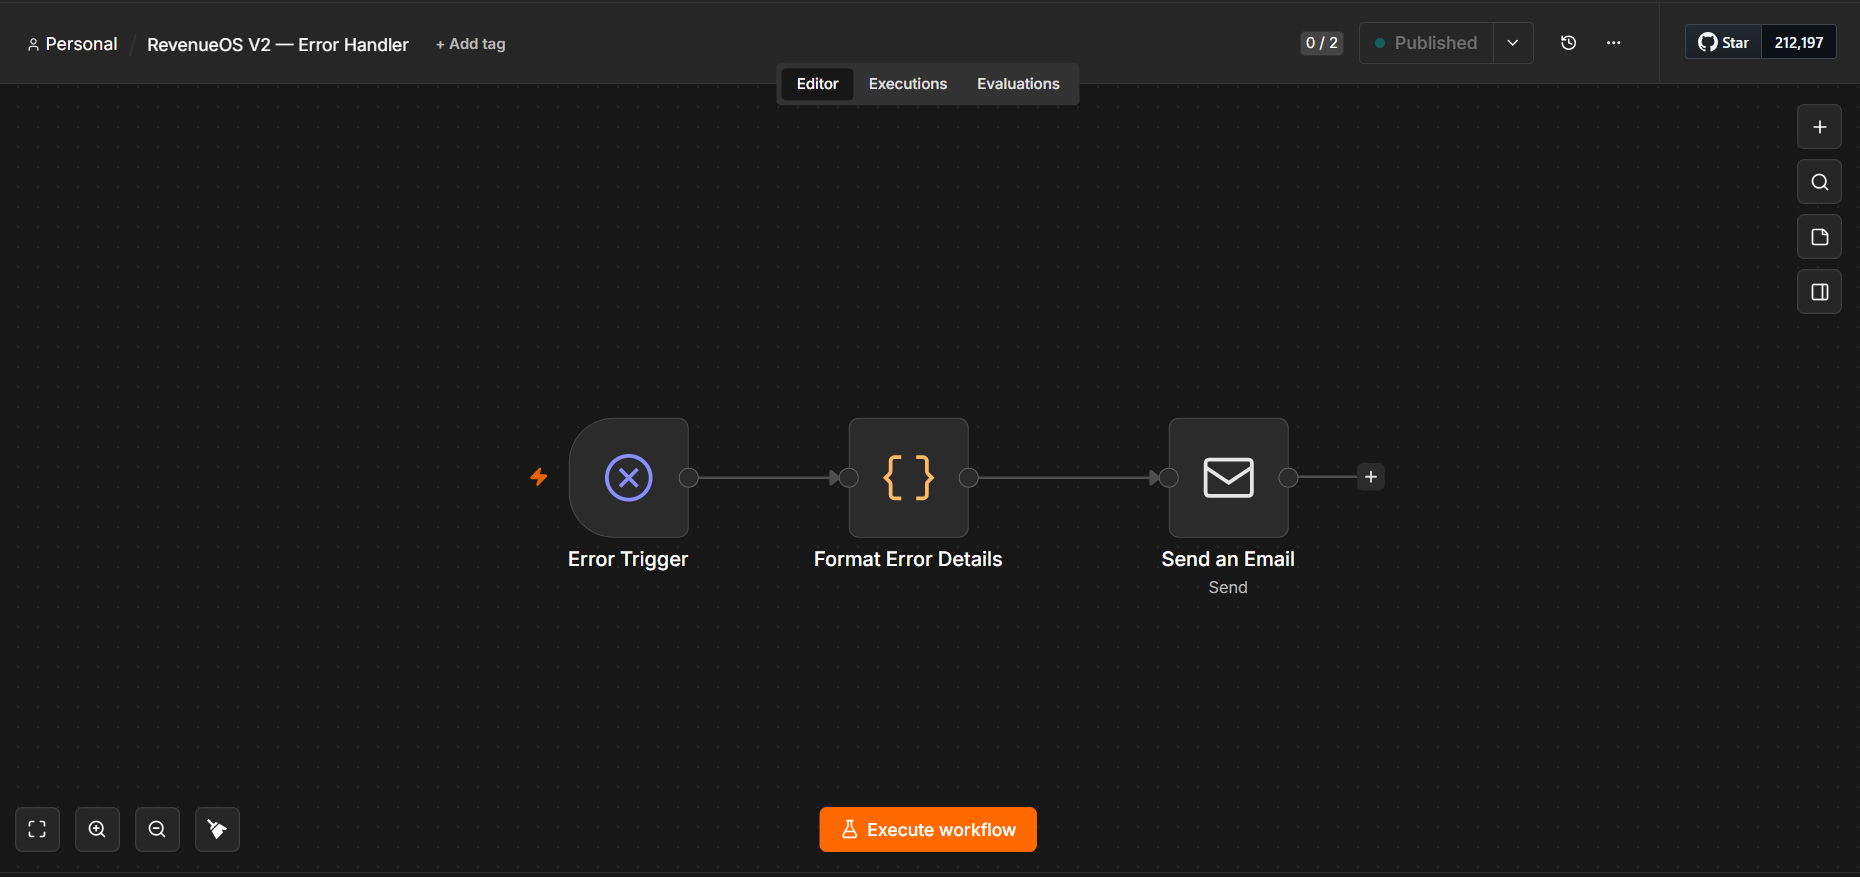 Personal / RevenueOS V2 — Error Handler + Add tag
0 / 2 Published
Star 212,197
Editor Executions Evaluations
Error Trigger
Format Error Details
Send an Email
Send
Execute workflow